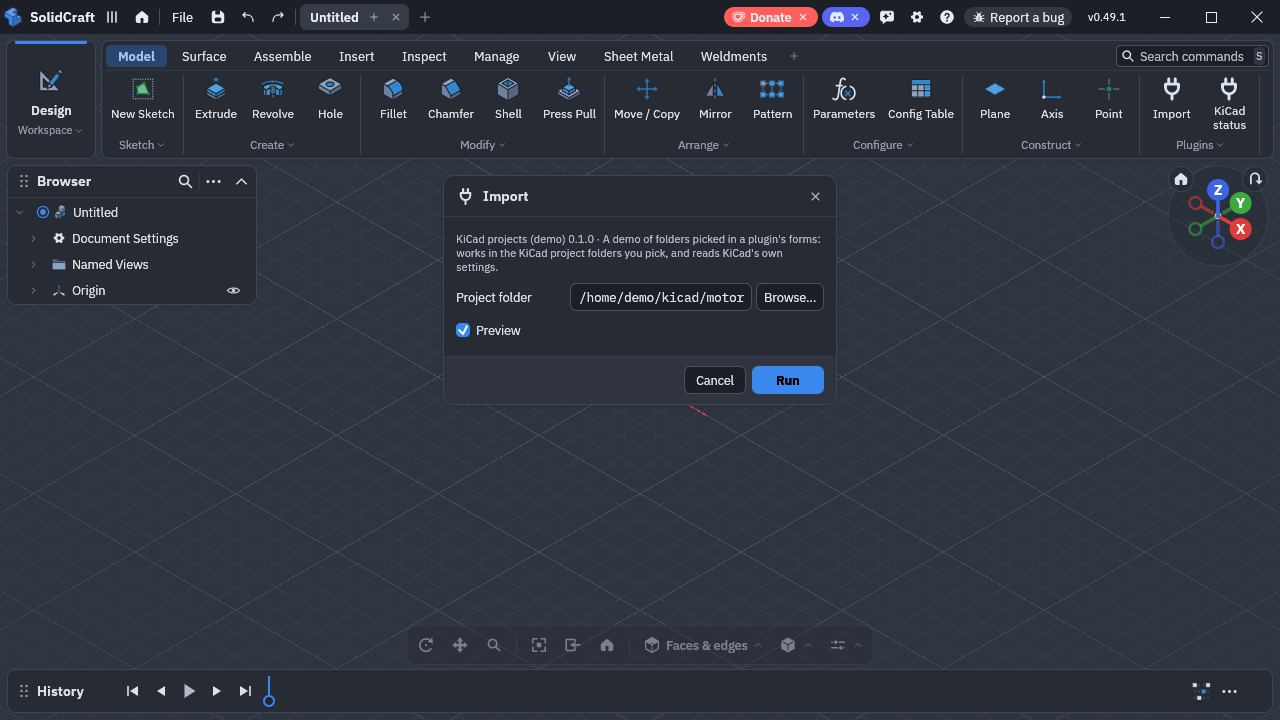 SolidCraft
File
Untitled
Donate
Report a bug
v0.49.1
Design
Workspace
Model
Surface
Assemble
Insert
Inspect
Manage
View
Sheet Metal
Weldments
Search commands
S
New Sketch
Extrude
Revolve
Hole
Fillet
Chamfer
Shell
Press Pull
Move / Copy
Mirror
Pattern
Parameters
Config Table
Plane
Axis
Point
Import
KiCad
status
Sketch
Create
Modify
Arrange
Configure
Construct
Plugins
Browser
Untitled
Document Settings
Named Views
Origin
Z
Y
X
Import
KiCad projects (demo) 0.1.0 · A demo of folders picked in a plugin's forms:
works in the KiCad project folders you pick, and reads KiCad's own
settings.
Project folder
/home/demo/kicad/motor
Browse...
Preview
Cancel
Run
Faces & edges
History